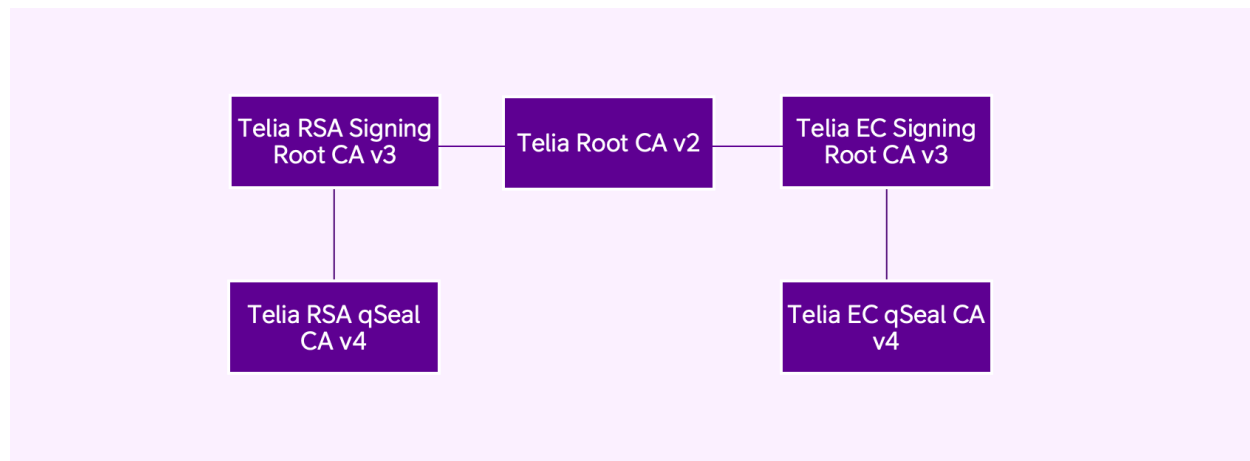 Telia RSA Signing
Root CA v3
Telia Root CA v2
Telia EC Signing
Root CA v3
Telia RSA qSeal
CA v4
Telia EC qSeal CA
v4